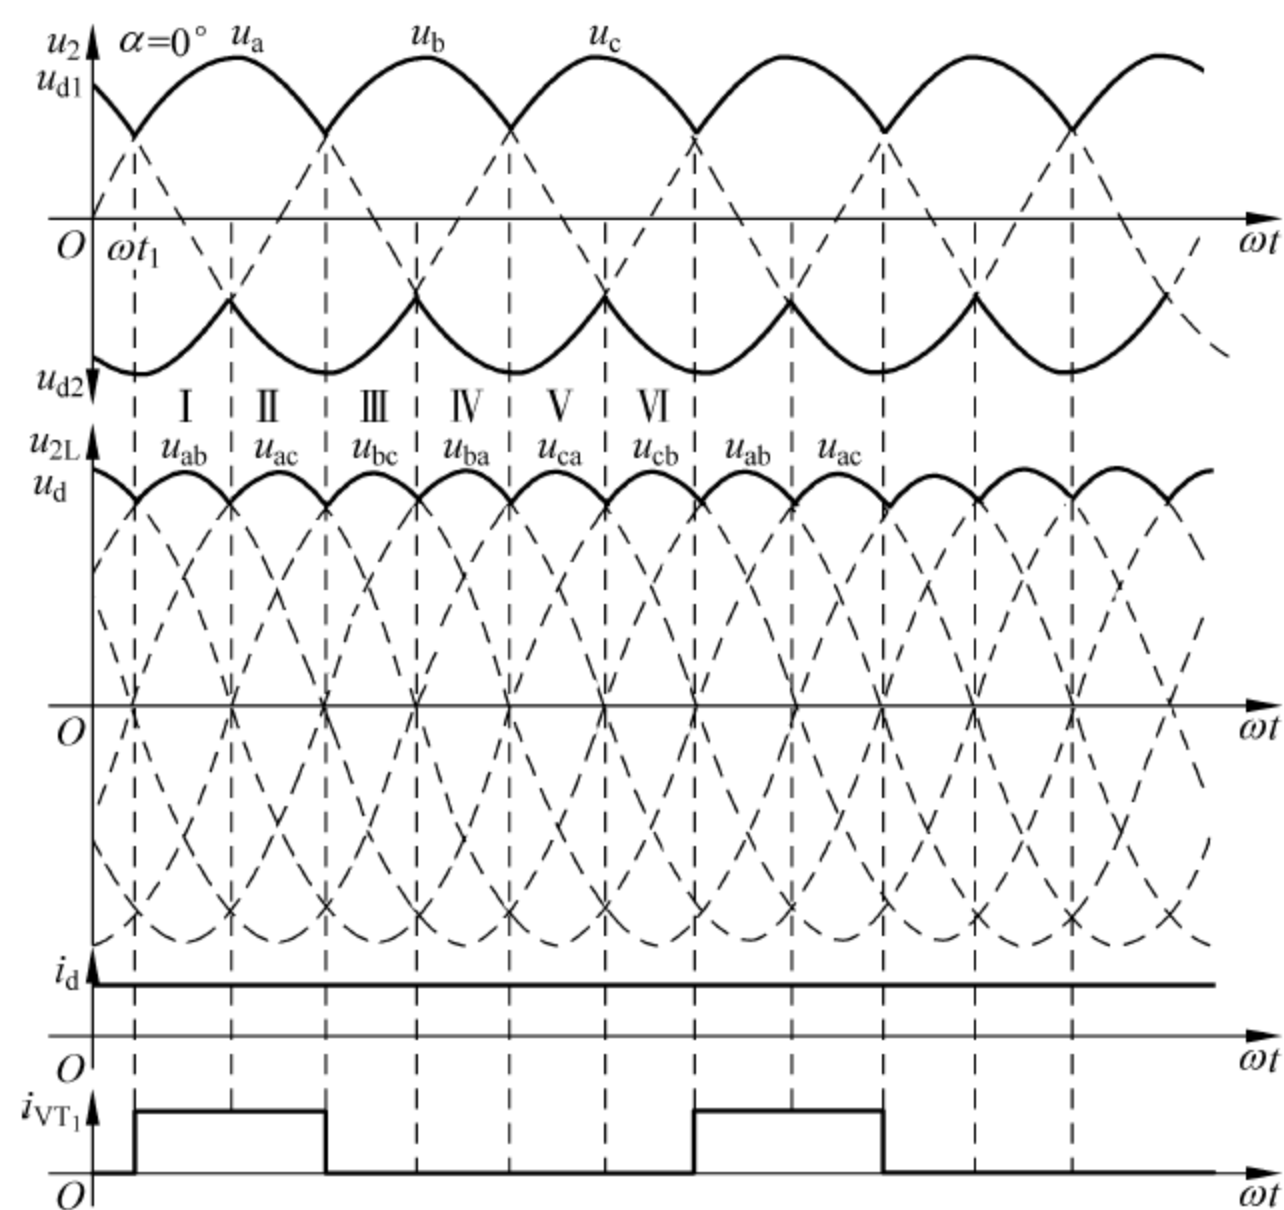 u2 α=0° ua ub uc
ud1
O ωt1 ωt
ud2
Ⅰ Ⅱ Ⅲ Ⅳ Ⅴ Ⅵ
u2L uab uac ubc uba uca ucb uab uac
ud
O ωt
id
O ωt
iVT1
O ωt